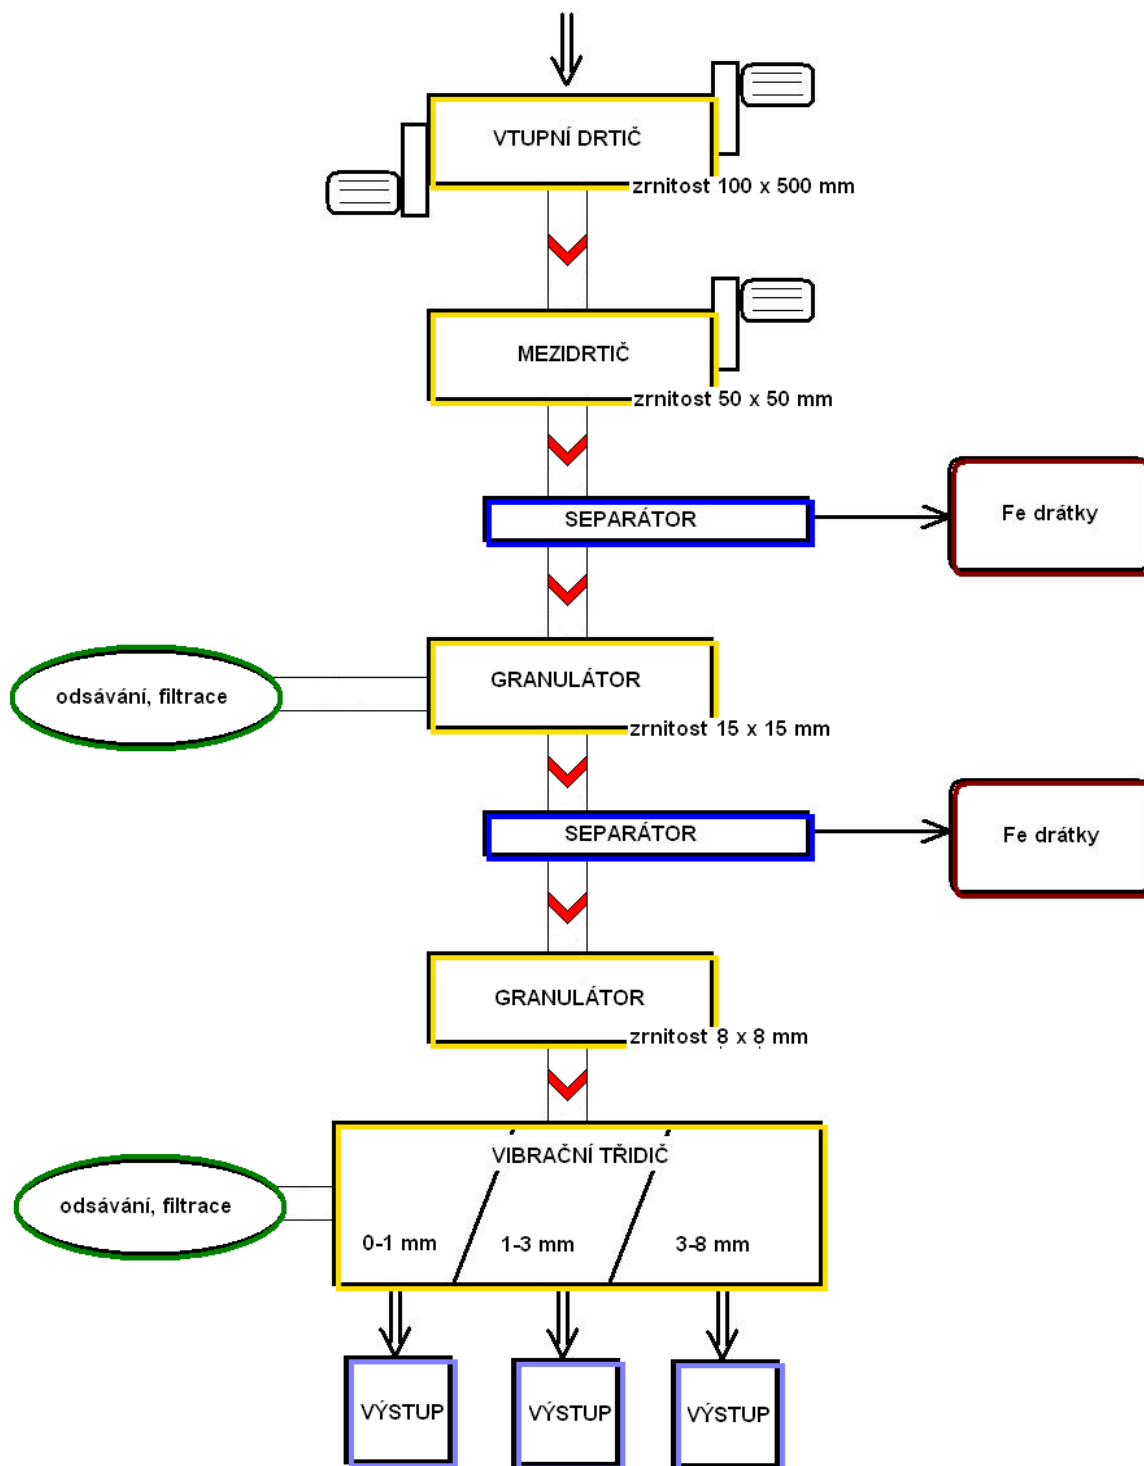 VTUPNÍ DRTIČ
zrnitost 100 x 500 mm
MEZIDRTIČ
zrnitost 50 x 50 mm
SEPARÁTOR
Fe drátky
GRANULÁTOR
odsávání, filtrace
zrnitost 15 x 15 mm
SEPARÁTOR
Fe drátky
GRANULÁTOR
zrnitost 8 x 8 mm
VIBRAČNÍ TŘIDIČ
odsávání, filtrace
0-1 mm
1-3 mm
3-8 mm
VÝSTUP
VÝSTUP
VÝSTUP